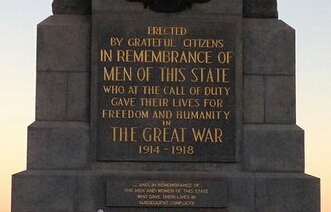 ERECTED
BY GRATEFUL CITIZENS
IN REMEMBRANCE OF
MEN OF THIS STATE
WHO AT THE CALL OF DUTY
GAVE THEIR LIVES FOR
FREEDOM AND HUMANITY
IN
THE GREAT WAR
1914-1918
... AND IN REMEMBRANCE OF
THE MEN AND WOMEN OF THIS STATE
WHO GAVE THEIR LIVES IN
SUBSEQUENT CONFLICTS